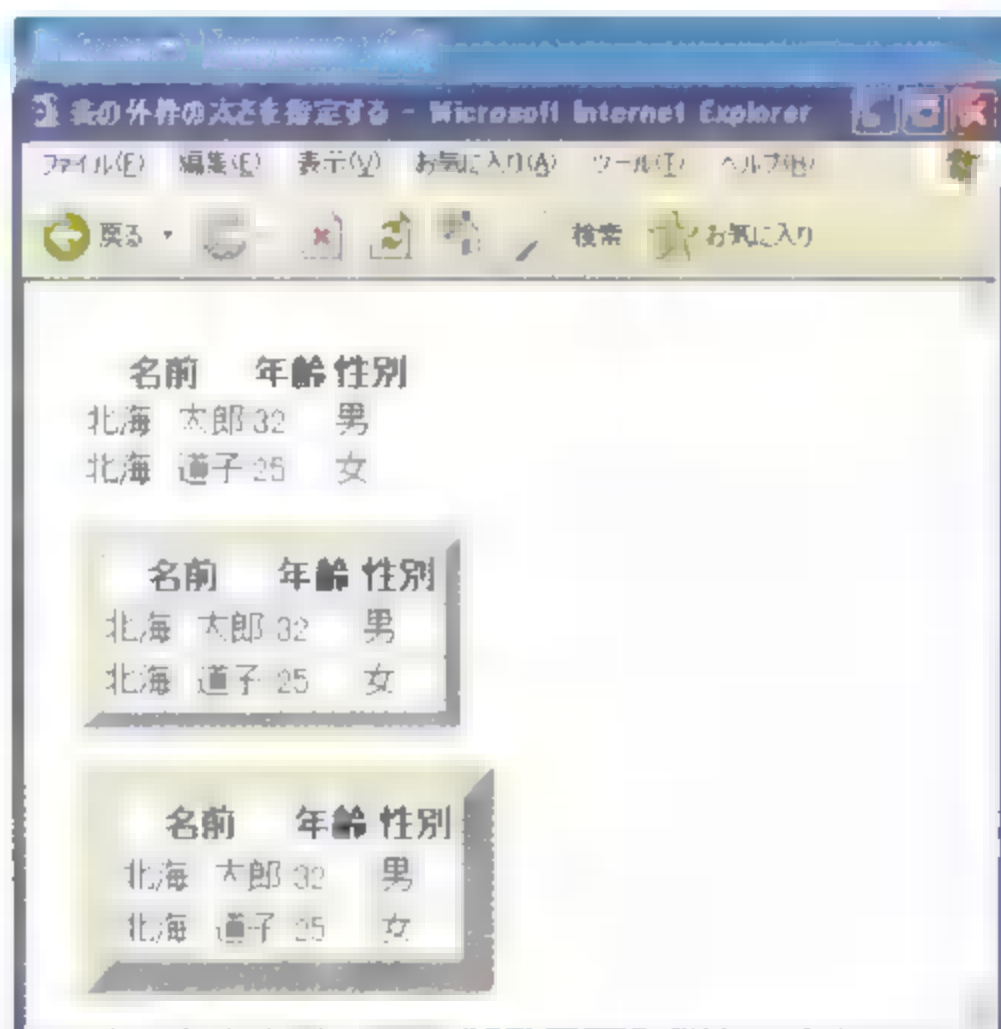 表の外枠の太さを指定する - Microsoft Internet Explorer
ファイル(F) 編集(E) 表示(V) お気に入り(A) ツール(T) ヘルプ(H)
戻る 検索 お気に入り
名前 年齢 性別
北海 太郎 32 男
北海 道子 25 女
名前 年齢 性別
北海 太郎 32 男
北海 道子 25 女
名前 年齢 性別
北海 太郎 32 男
北海 道子 25 女